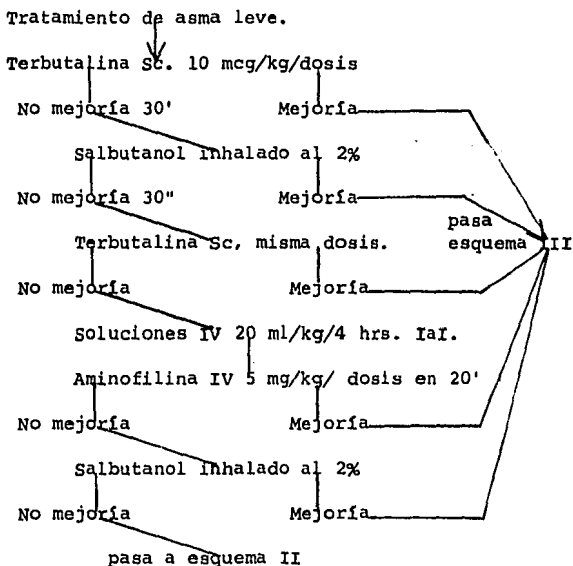 Tratamiento de asma leve.
Terbutalina Sc. 10 mcg/kg/dosis
No mejoría 30' Mejoría
Salbutanol inhalado al 2%
No mejoría 30" Mejoría
pasa
esquema II
Terbutalina Sc, misma dosis.
No mejoría Mejoría
Soluciones IV 20 ml/kg/4 hrs. IaI.
Aminofilina IV 5 mg/kg/ dosis en 20'
No mejoría Mejoría
Salbutanol inhalado al 2%
No mejoría Mejoría
pasa a esquema II